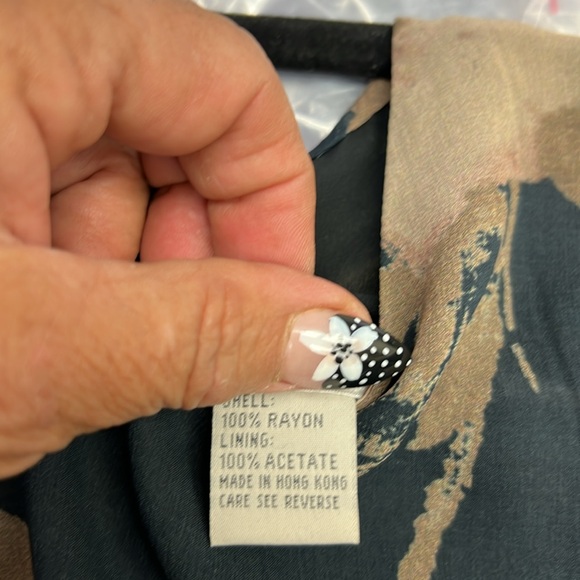 SHELL:
100% RAYON
LINING:
100% ACETATE
MADE IN HONG KONG
CARE SEE REVERSE